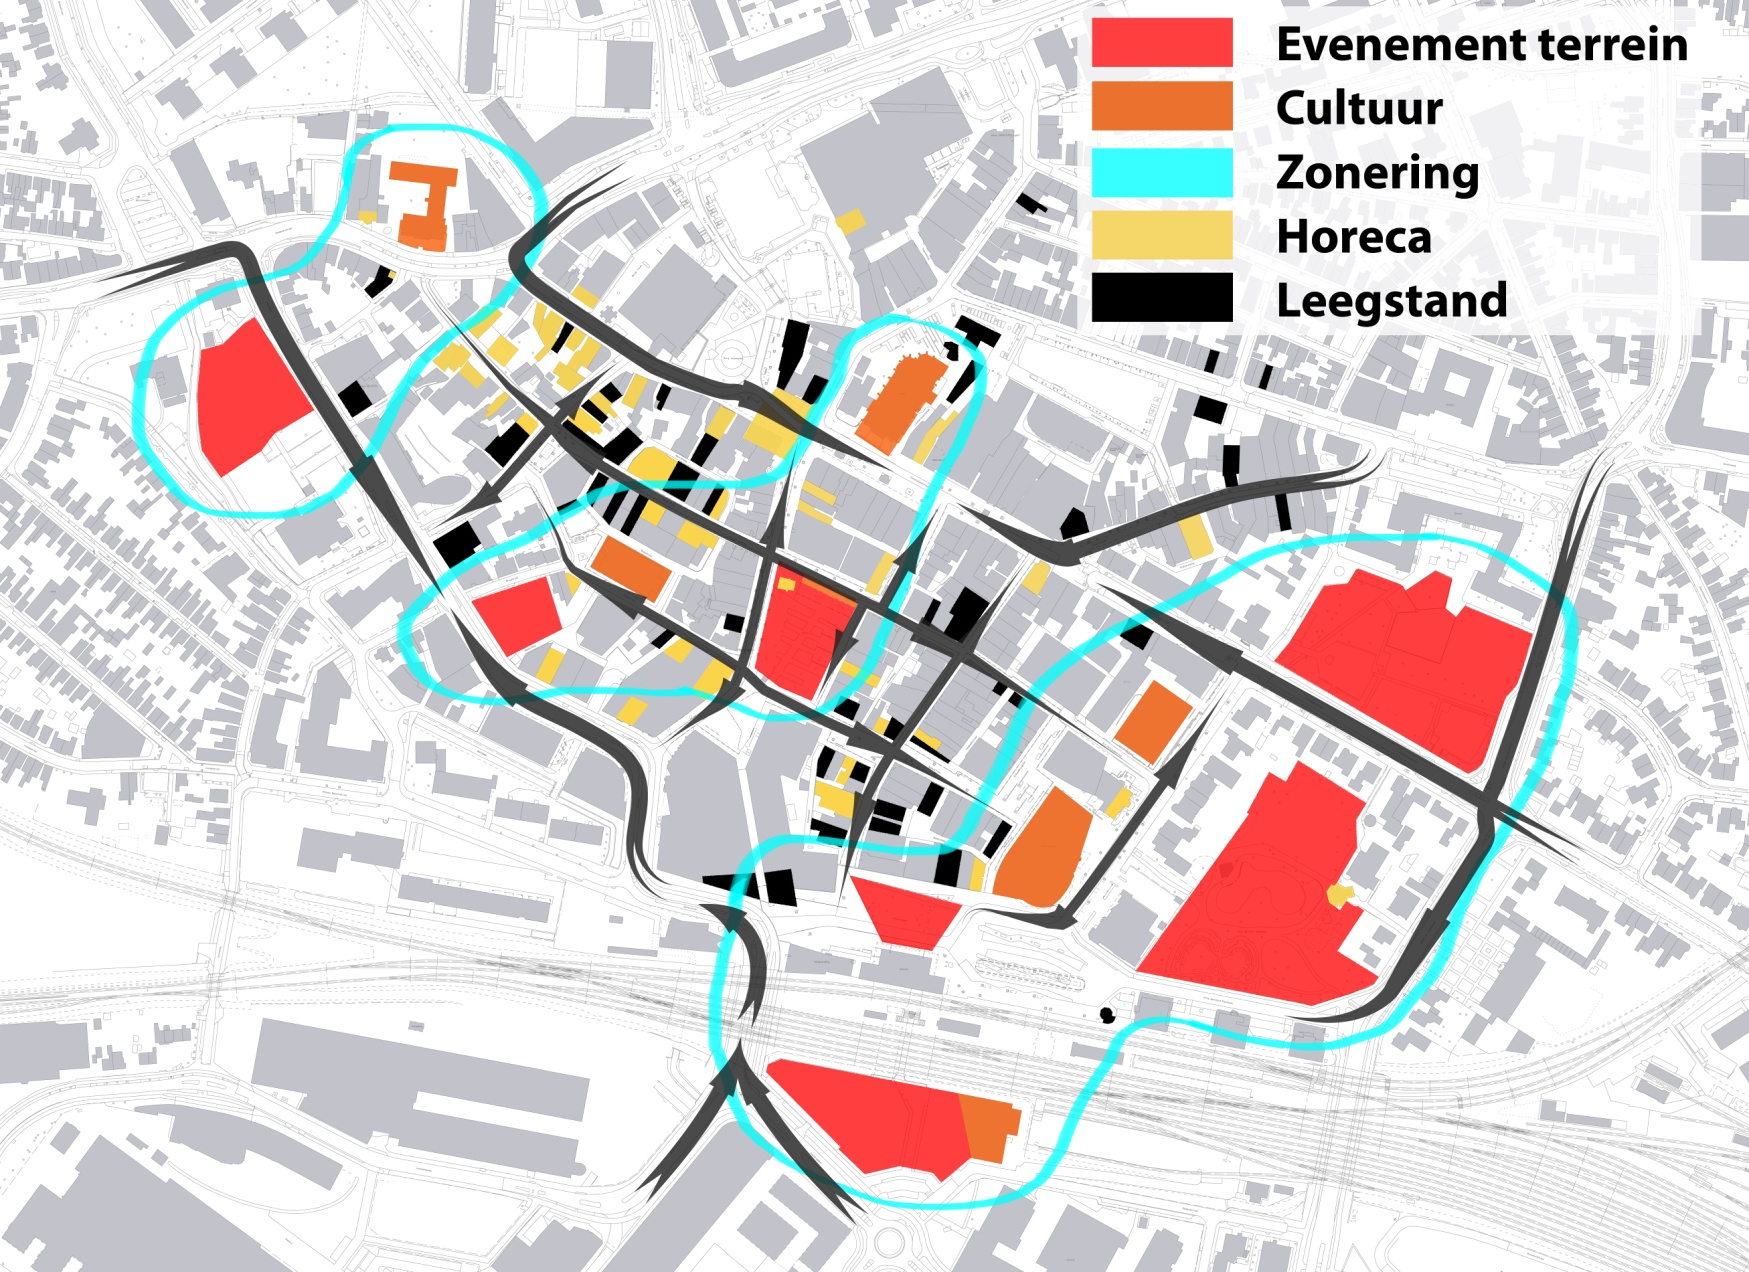 Evenement terrein
Cultuur
Zonering
Horeca
Leegstand